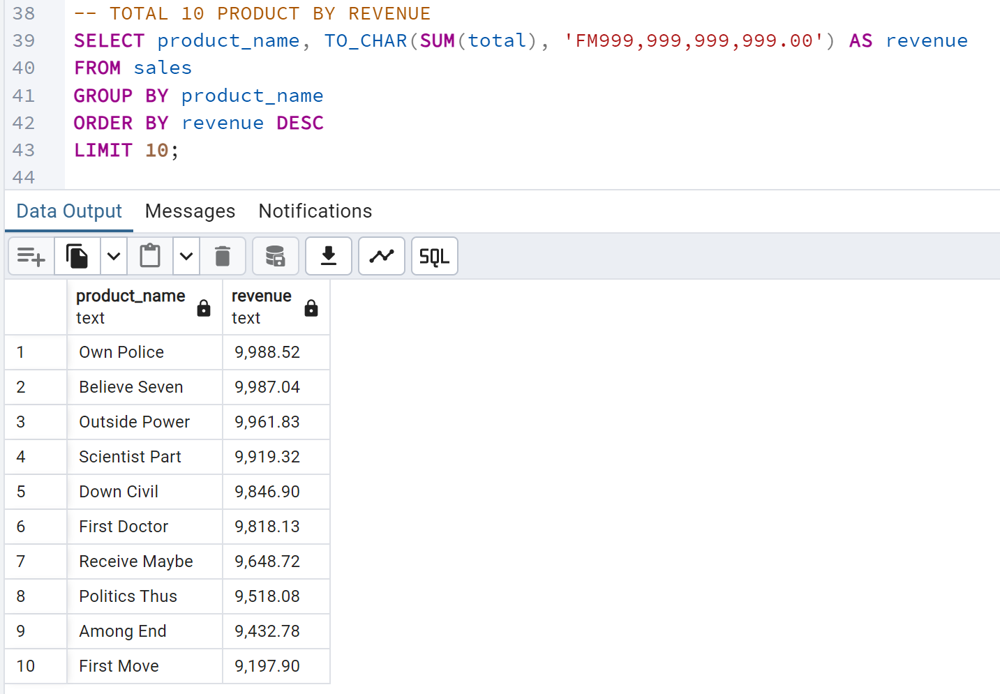 38 -- TOTAL 10 PRODUCT BY REVENUE
39 SELECT product_name, TO_CHAR(SUM(total), 'FM999,999,999,999.00') AS revenue
40 FROM sales
41 GROUP BY product_name
42 ORDER BY revenue DESC
43 LIMIT 10;
44
Data Output Messages Notifications
SQL
product_name revenue
text text
1 Own Police 9,988.52
2 Believe Seven 9,987.04
3 Outside Power 9,961.83
4 Scientist Part 9,919.32
5 Down Civil 9,846.90
6 First Doctor 9,818.13
7 Receive Maybe 9,648.72
8 Politics Thus 9,518.08
9 Among End 9,432.78
10 First Move 9,197.90